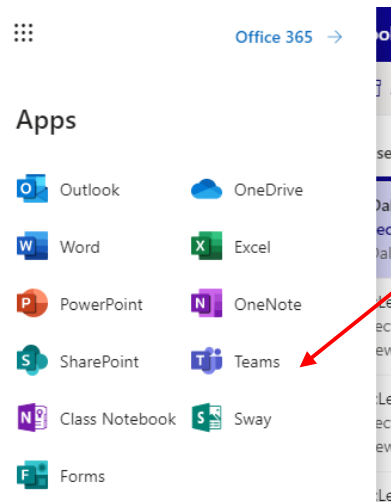 Office 365 →
Apps
Outlook OneDrive
Word Excel
PowerPoint OneNote
SharePoint Teams
Class Notebook Sway
Forms